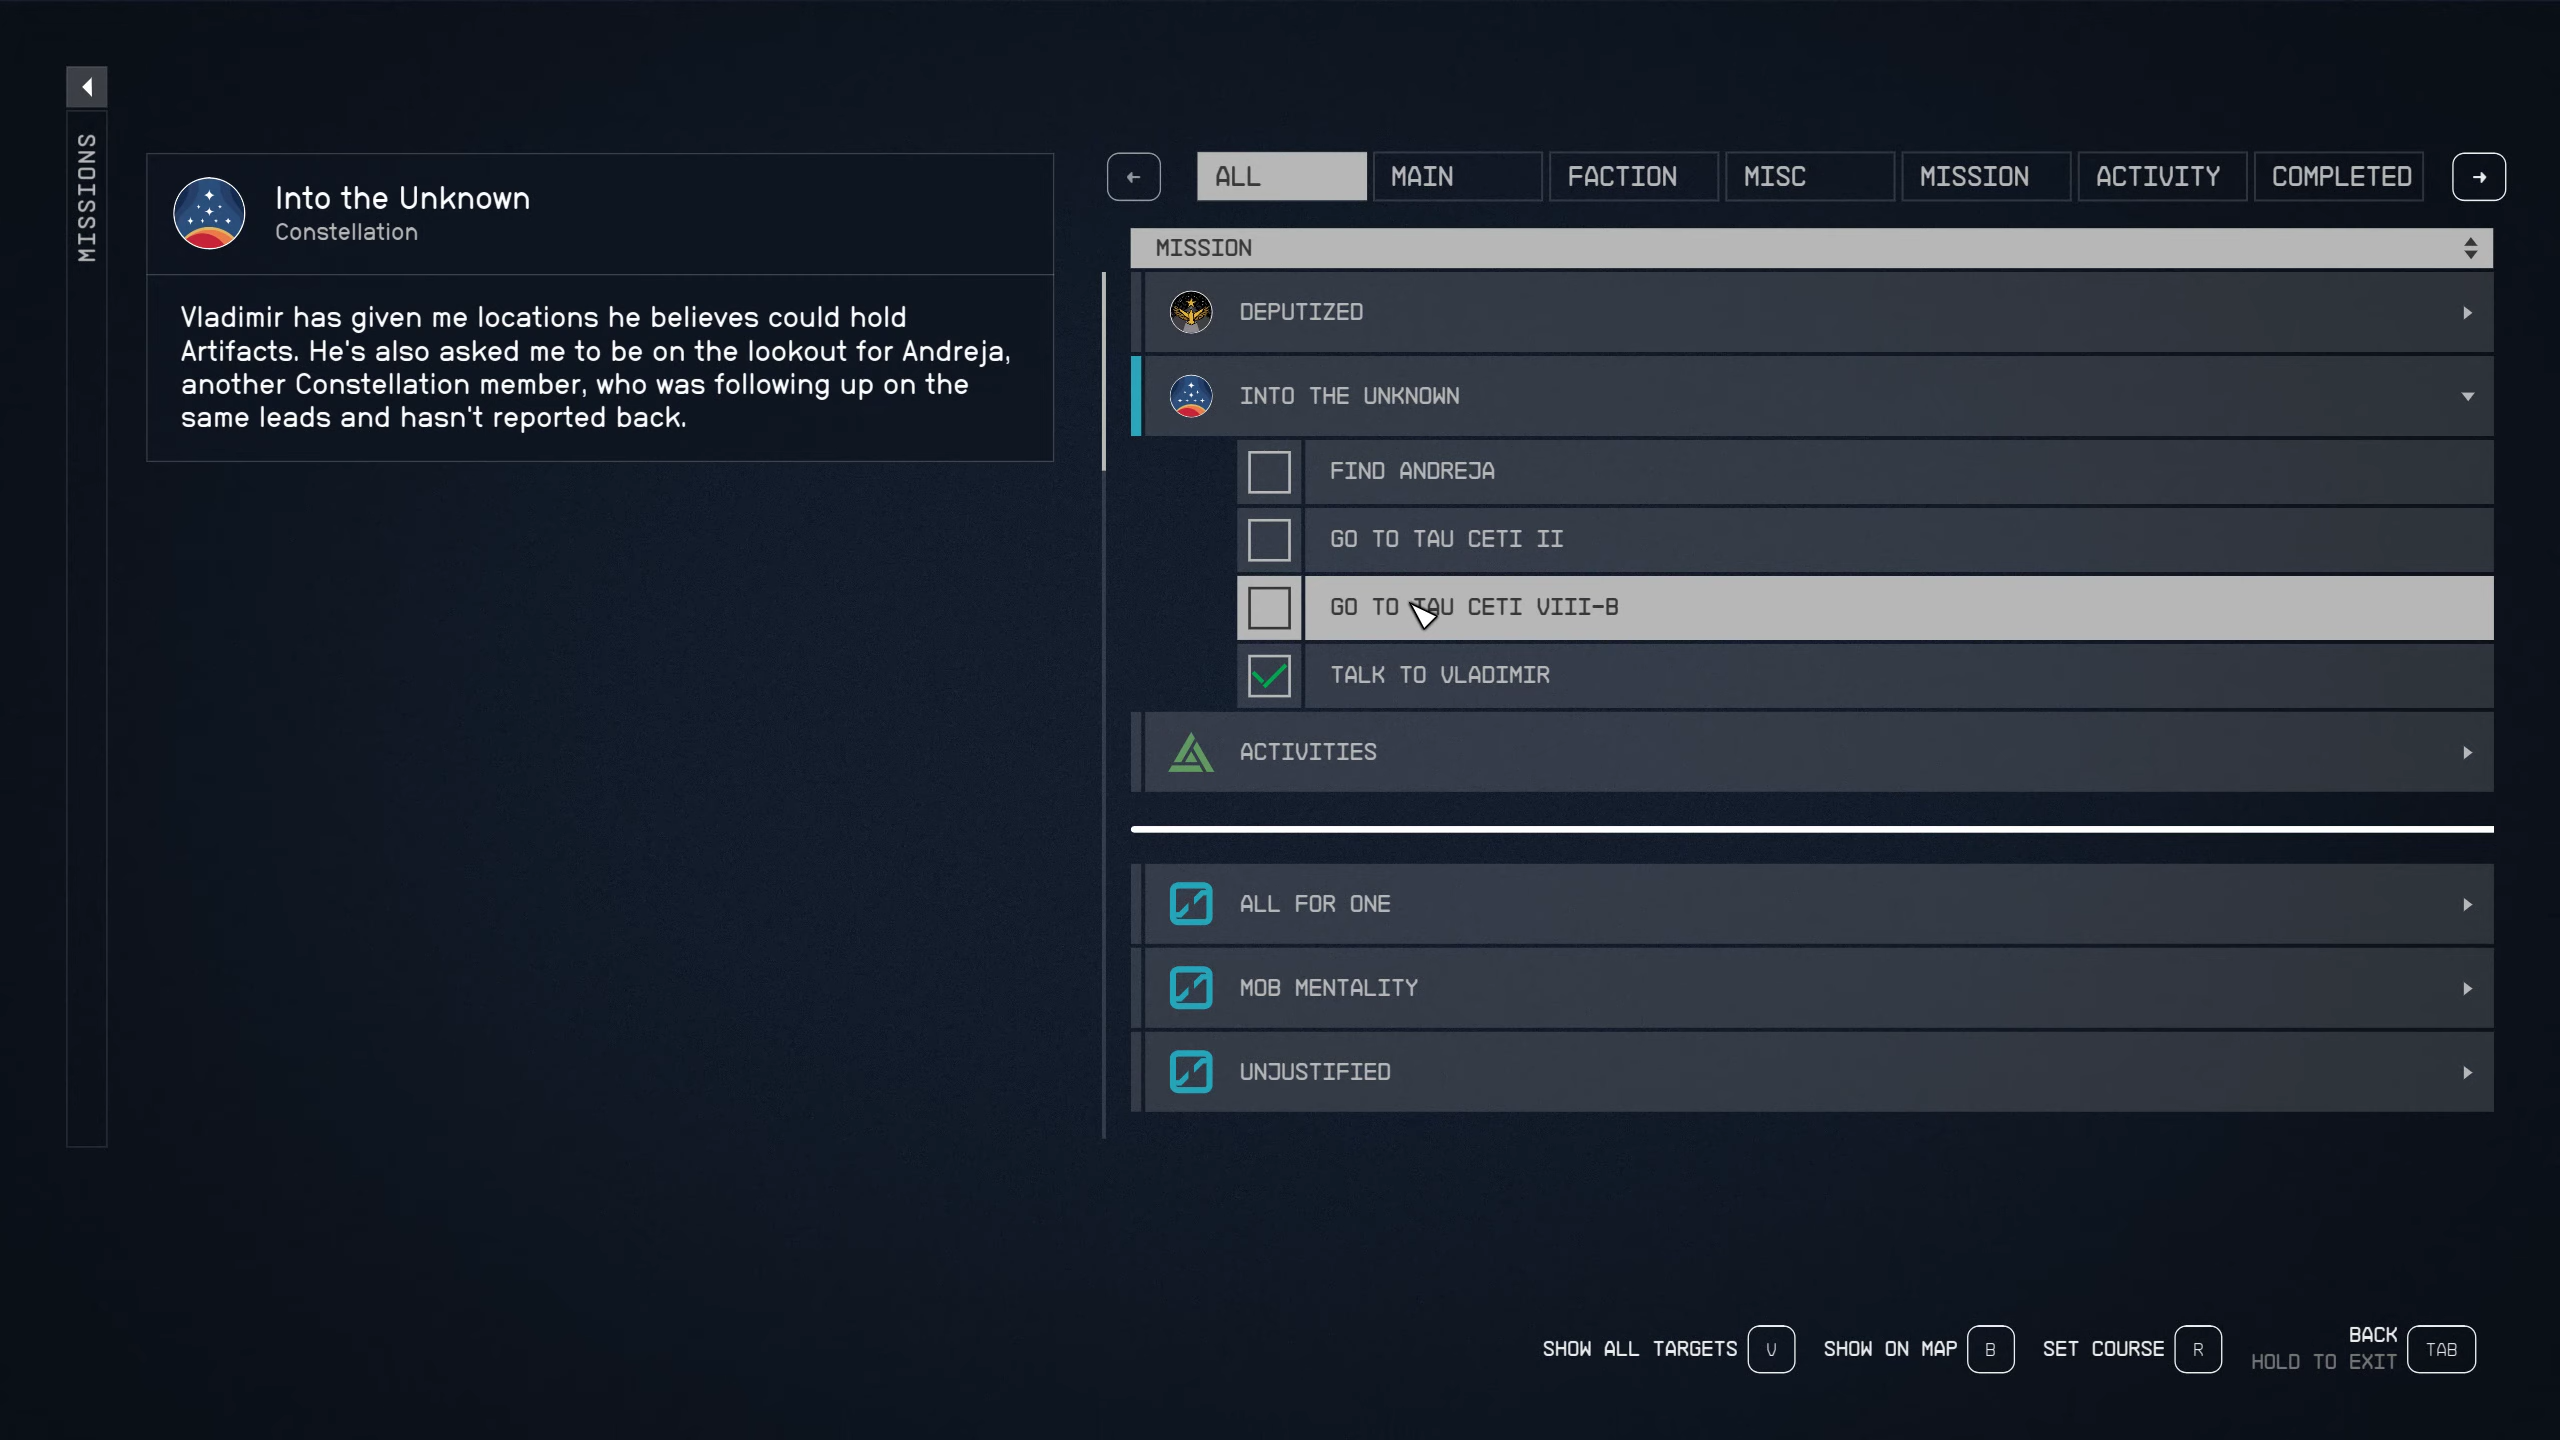 MISSIONS
Into the Unknown
Constellation
Vladimir has given me locations he believes could hold
Artifacts. He's also asked me to be on the lookout for Andreja,
another Constellation member, who was following up on the
same leads and hasn't reported back.
ALL MAIN FACTION MISC MISSION ACTIVITY COMPLETED
MISSION
DEPUTIZED
INTO THE UNKNOWN
FIND ANDREJA
GO TO TAU CETI II
GO TO TAU CETI VIII-B
TALK TO VLADIMIR
ACTIVITIES
ALL FOR ONE
MOB MENTALITY
UNJUSTIFIED
SHOW ALL TARGETS V SHOW ON MAP B SET COURSE R BACK TAB
HOLD TO EXIT